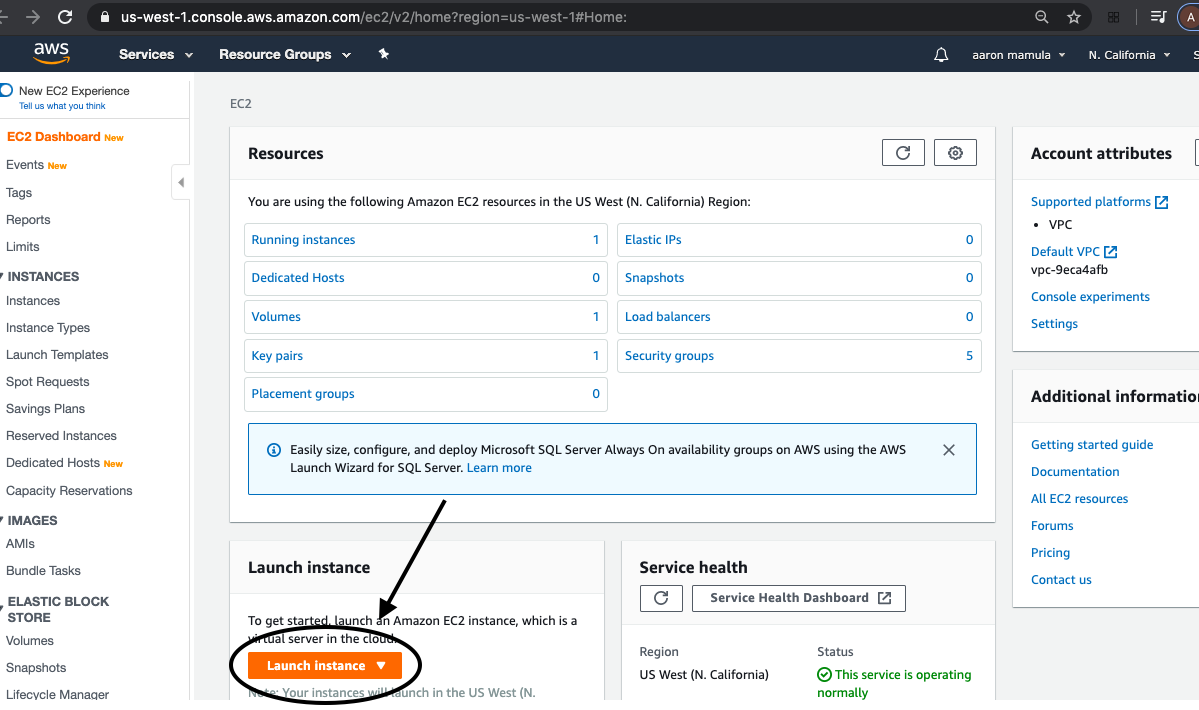 us-west-1.console.aws.amazon.com/ec2/v2/home?region=us-west-1#Home:
A
aws
Services
Resource Groups
aaron mamula
N. California
S
New EC2 Experience
Tell us what you think
EC2 Dashboard New
Events New
Tags
Reports
Limits
INSTANCES
Instances
Instance Types
Launch Templates
Spot Requests
Savings Plans
Reserved Instances
Dedicated Hosts New
Capacity Reservations
IMAGES
AMIs
Bundle Tasks
ELASTIC BLOCK
STORE
Volumes
Snapshots
Lifecycle Manager
EC2
Resources
You are using the following Amazon EC2 resources in the US West (N. California) Region:
Running instances 1
Elastic IPs 0
Dedicated Hosts 0
Snapshots 0
Volumes 1
Load balancers 0
Key pairs 1
Security groups 5
Placement groups 0
Easily size, configure, and deploy Microsoft SQL Server Always On availability groups on AWS using the AWS
Launch Wizard for SQL Server. Learn more
Launch instance
To get started, launch an Amazon EC2 instance, which is a
virtual server in the cloud.
Launch instance
Note: Your instances will launch in the US West (N.
Service health
Service Health Dashboard
Region
US West (N. California)
Status
This service is operating
normally
Account attributes
Supported platforms
• VPC
Default VPC
vpc-9eca4afb
Console experiments
Settings
Additional information
Getting started guide
Documentation
All EC2 resources
Forums
Pricing
Contact us